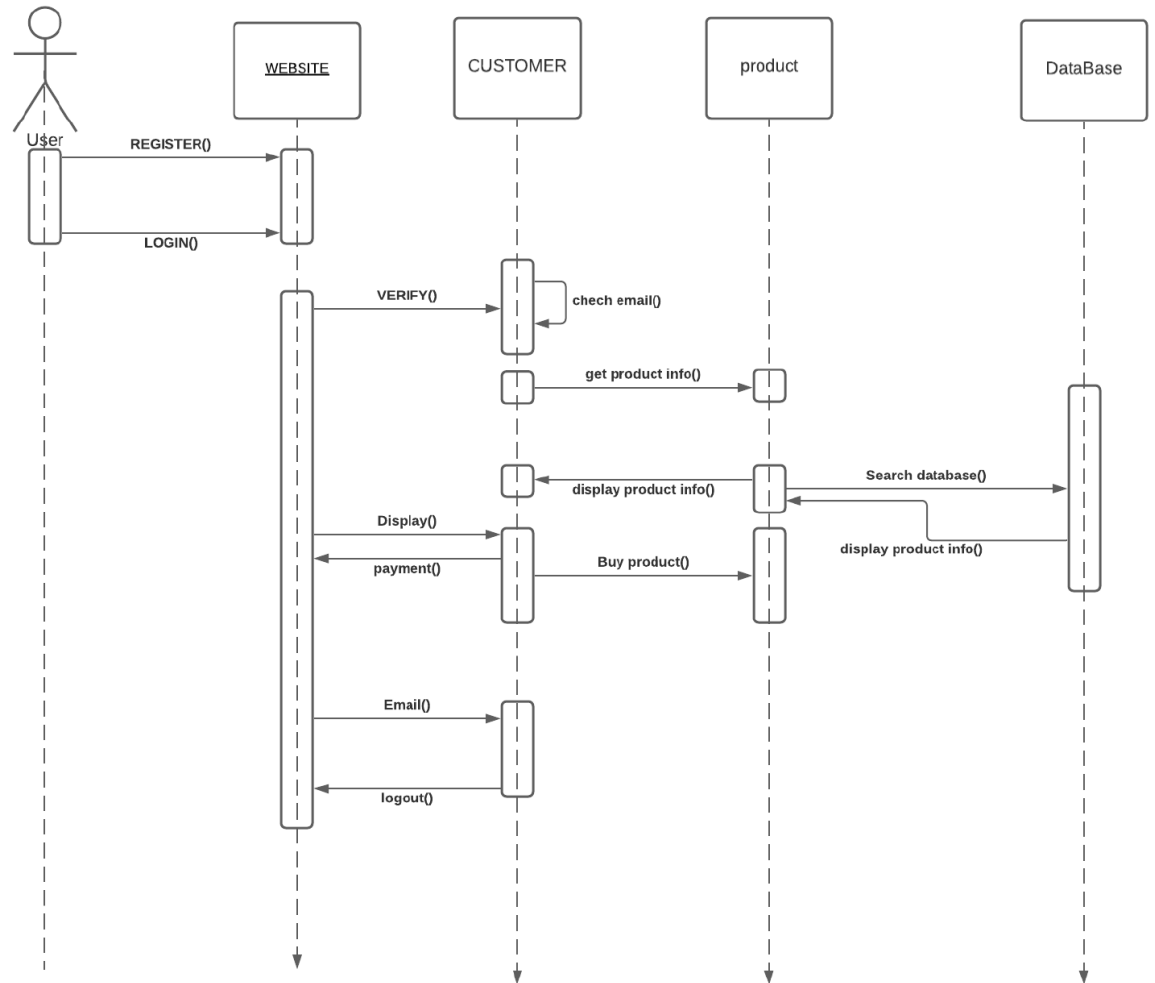 WEBSITE
CUSTOMER
product
DataBase
User
REGISTER()
LOGIN()
VERIFY()
chech email()
get product info()
Search database()
display product info()
Display()
display product info()
payment()
Buy product()
Email()
logout()